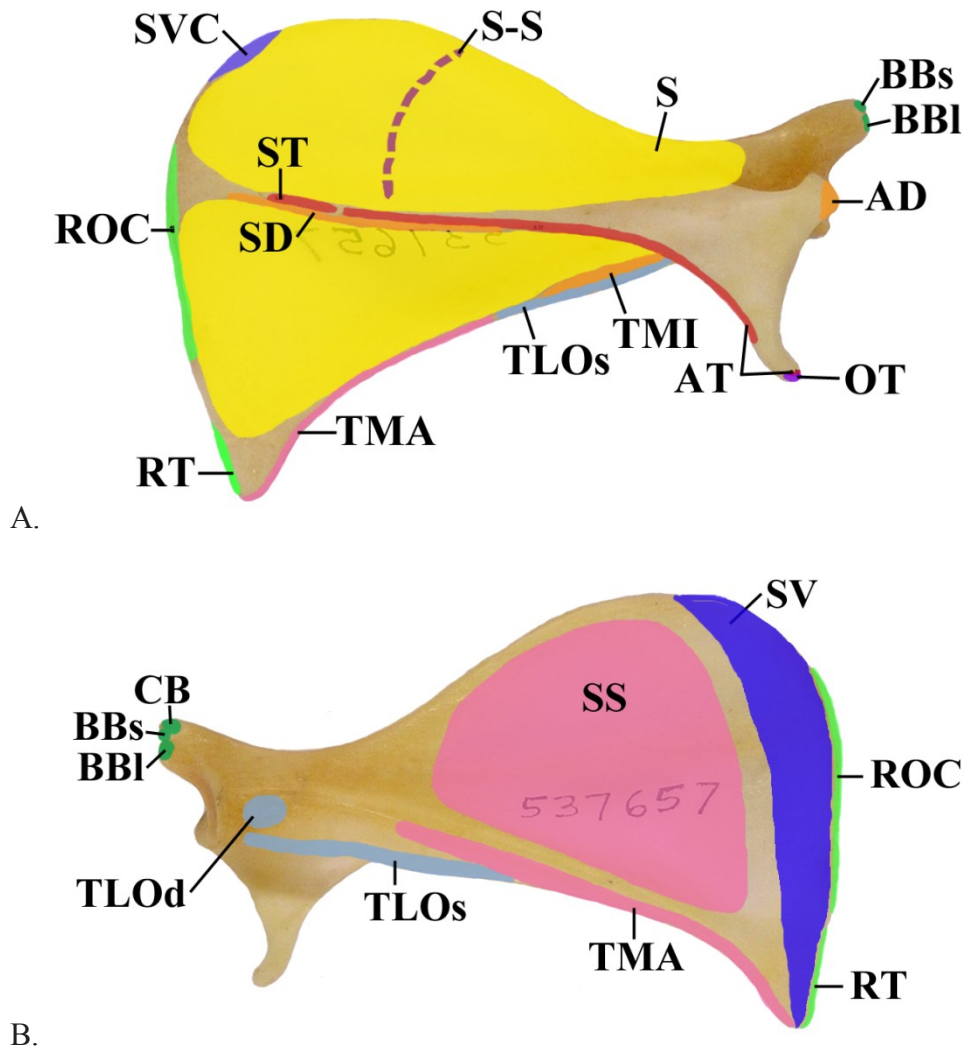 SVC
S-S
S
BBs
BBl
ST
AD
ROC
SD
537657
TLOs
TMI
AT
OT
TMA
RT
A.
SV
CB
SS
BBs
BBl
537657
ROC
TLOd
TLOs
TMA
RT
B.